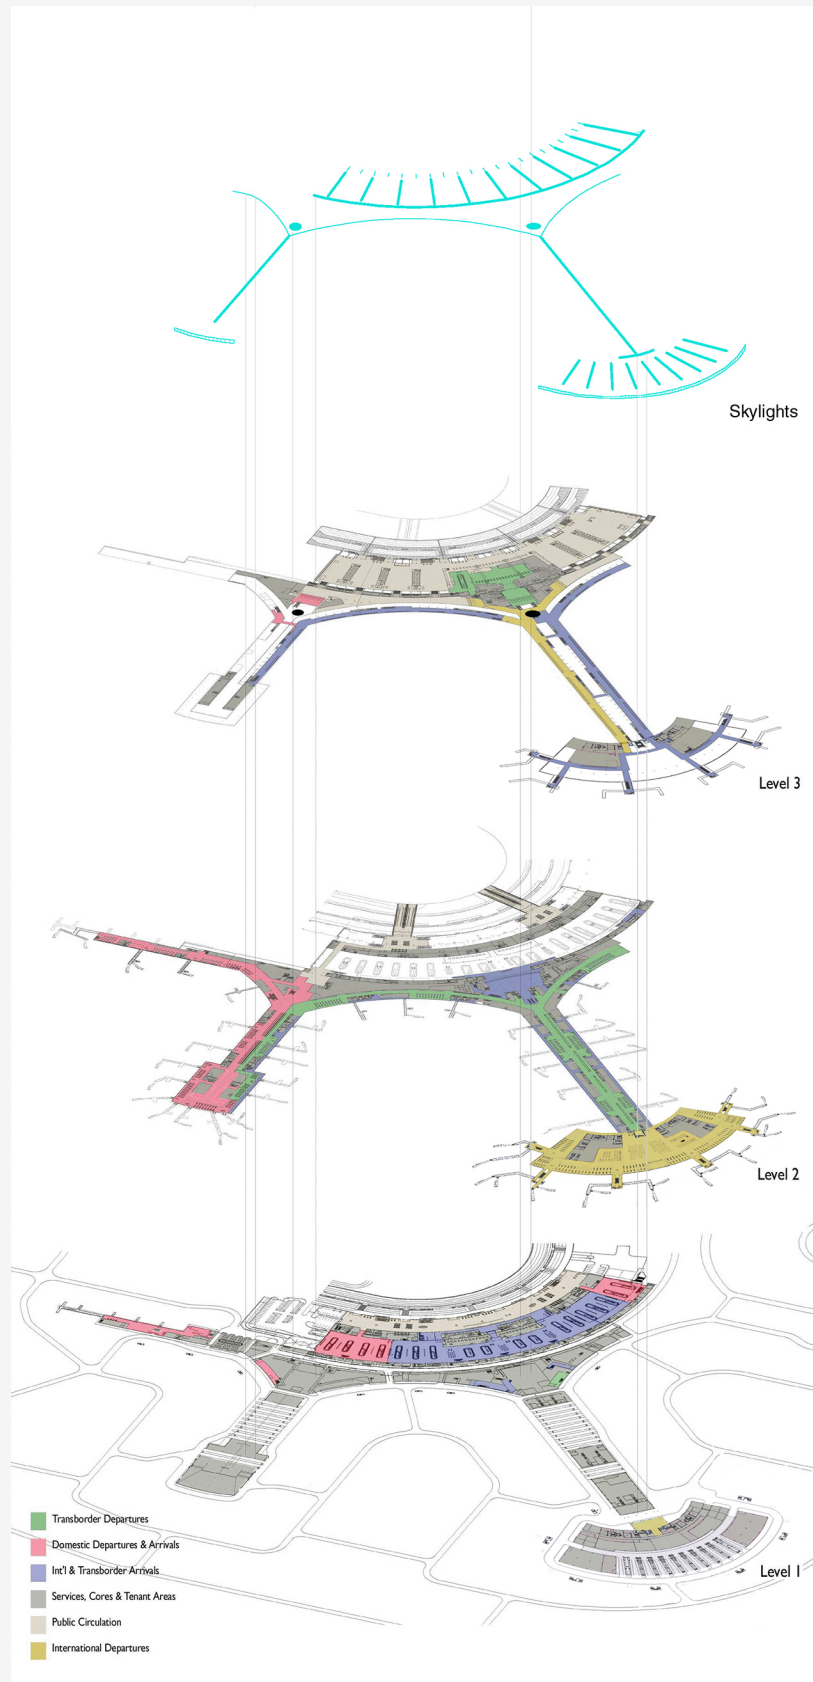 Skylights
Level 3
Level 2
Level 1
Transborder Departures
Domestic Departures & Arrivals
Int'l & Transborder Arrivals
Services, Cores & Tenant Areas
Public Circulation
International Departures